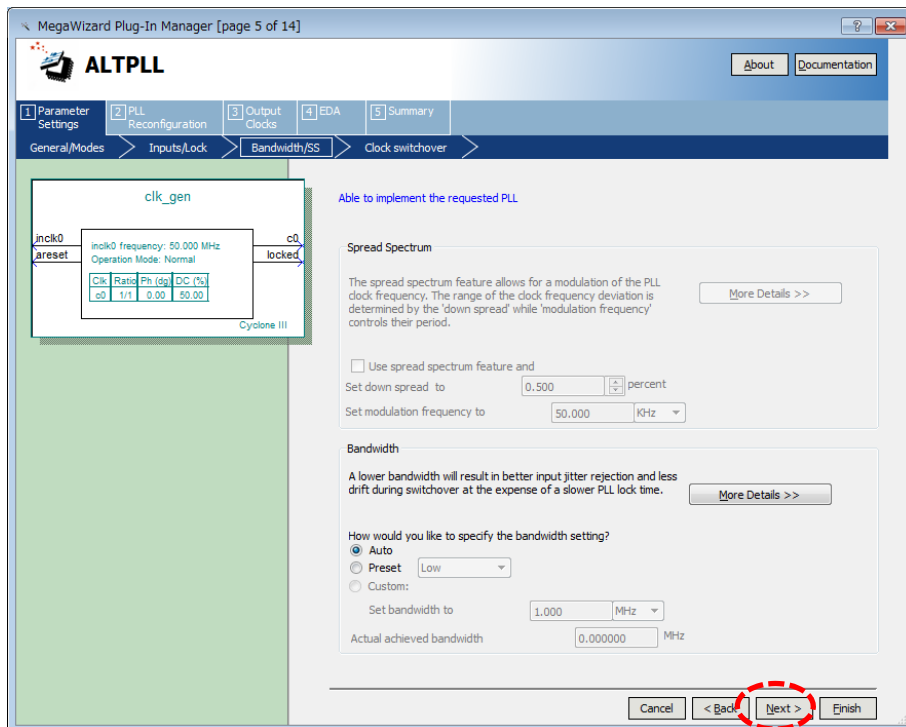 MegaWizard Plug-In Manager [page 5 of 14]
ALTPLL
About
Documentation
1 Parameter Settings
2 PLL Reconfiguration
3 Output Clocks
4 EDA
5 Summary
General/Modes
Inputs/Lock
Bandwidth/SS
Clock switchover
clk_gen
inclk0
areset
c0
locked
inclk0 frequency: 50.000 MHz
Operation Mode: Normal
Clk Ratio Ph (dg) DC (%)
c0 1/1 0.00 50.00
Cyclone III
Able to implement the requested PLL
Spread Spectrum
The spread spectrum feature allows for a modulation of the PLL
clock frequency. The range of the clock frequency deviation is
determined by the 'down spread' while 'modulation frequency'
controls their period.
More Details >>
Use spread spectrum feature and
Set down spread to 0.500 percent
Set modulation frequency to 50.000 KHz
Bandwidth
A lower bandwidth will result in better input jitter rejection and less
drift during switchover at the expense of a slower PLL lock time.
More Details >>
How would you like to specify the bandwidth setting?
Auto
Preset Low
Custom:
Set bandwidth to 1.000 MHz
Actual achieved bandwidth 0.000000 MHz
Cancel
< Back
Next >
Finish